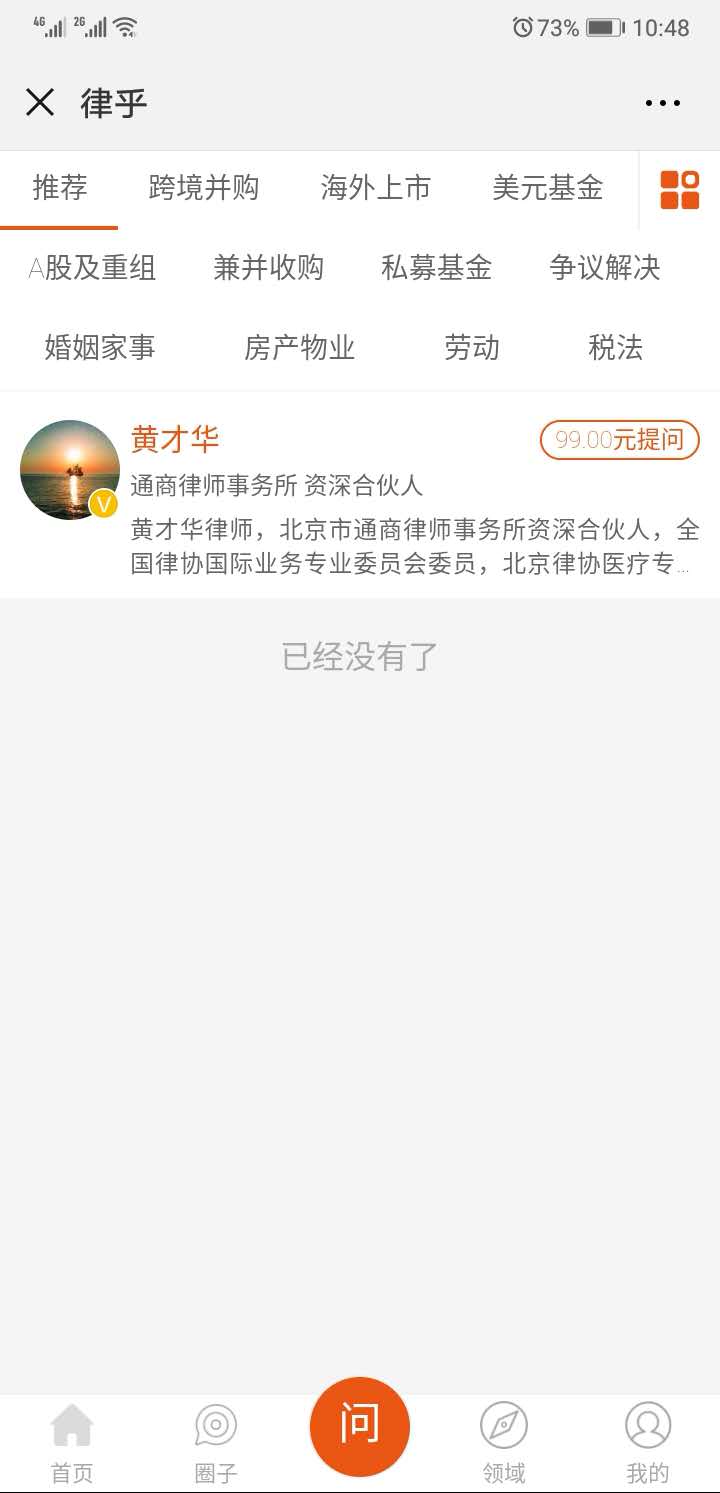 4G 2G 73% 10:48
律乎
推荐 跨境并购 海外上市 美元基金
A股及重组 兼并收购 私募基金 争议解决
婚姻家事 房产物业 劳动 税法
黄才华 99.00元提问
V
通商律师事务所 资深合伙人
黄才华律师，北京市通商律师事务所资深合伙人，全
国律协国际业务专业委员会委员，北京律协医疗专...
已经没有了
首页 圈子 问 领域 我的